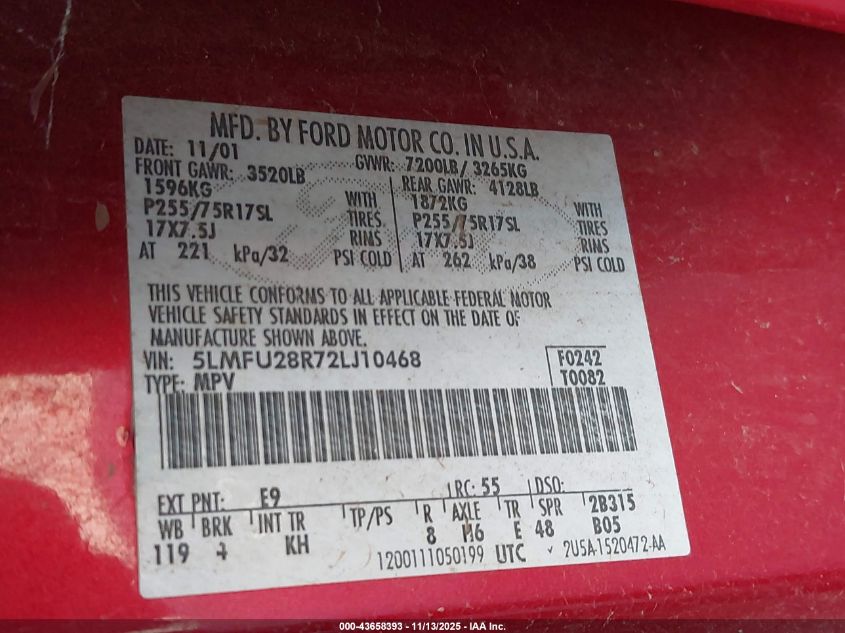 MFD. BY FORD MOTOR CO. IN U.S.A.
DATE: 11/01 GVWR: 7200LB/ 3265KG
FRONT GAWR: 3520LB REAR GAWR: 4128LB
1596KG WITH 1872KG WITH
P255/75R17SL TIRES P255/75R17SL TIRES
17X7.5J RIMS 17X7.5J RIMS
AT 221 kPa/32 PSI COLD AT 262 kPa/38 PSI COLD
THIS VEHICLE CONFORMS TO ALL APPLICABLE FEDERAL MOTOR
VEHICLE SAFETY STANDARDS IN EFFECT ON THE DATE OF
MANUFACTURE SHOWN ABOVE.
VIN: 5LMFU28R72LJ10468 F0242
TYPE: MPV T0082
EXT PNT: E9 RC: 55 DSO:
WB BRK INT TR TP/PS R AXLE TR SPR 2B315
119 4 KH 8 H6 E 48 B05
1200111050199 UTC 2U5A-1520472-AA
000-43658393 - 11/13/2025 - IAA Inc.